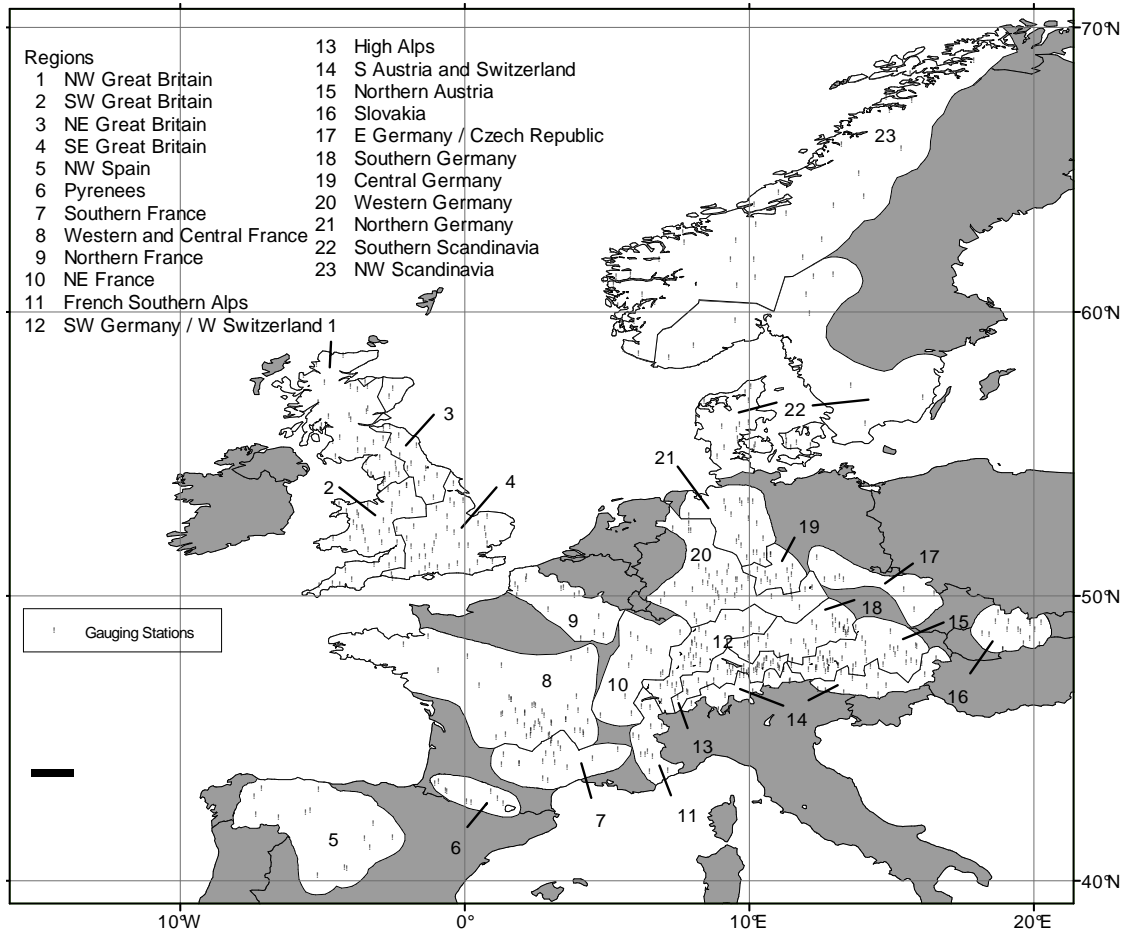 Regions
1 NW Great Britain
2 SW Great Britain
3 NE Great Britain
4 SE Great Britain
5 NW Spain
6 Pyrenees
7 Southern France
8 Western and Central France
9 Northern France
10 NE France
11 French Southern Alps
12 SW Germany / W Switzerland
13 High Alps
14 S Austria and Switzerland
15 Northern Austria
16 Slovakia
17 E Germany / Czech Republic
18 Southern Germany
19 Central Germany
20 Western Germany
21 Northern Germany
22 Southern Scandinavia
23 NW Scandinavia
70°N
23
60°N
1
3
22
21
2
4
19
20
17
50°N
18
9
15
Gauging Stations
12
8
10
16
14
13
7
11
5
6
40°N
10°W
0°
10°E
20°E